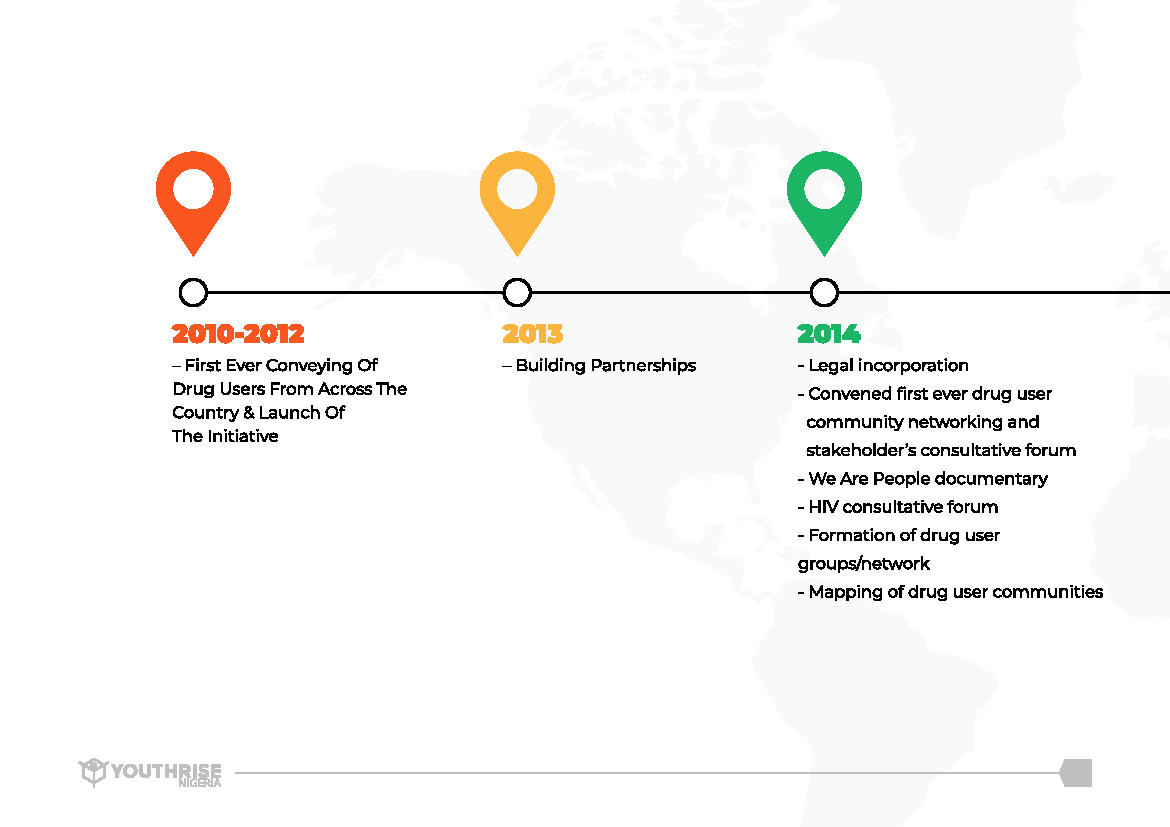 2010-2012
– First Ever Conveying Of
Drug Users From Across The
Country & Launch Of
The Initiative
2013
– Building Partnerships
2014
- Legal incorporation
- Convened first ever drug user
community networking and
stakeholder’s consultative forum
- We Are People documentary
- HIV consultative forum
- Formation of drug user
groups/network
- Mapping of drug user communities
YOUTHRISE
NIGERIA